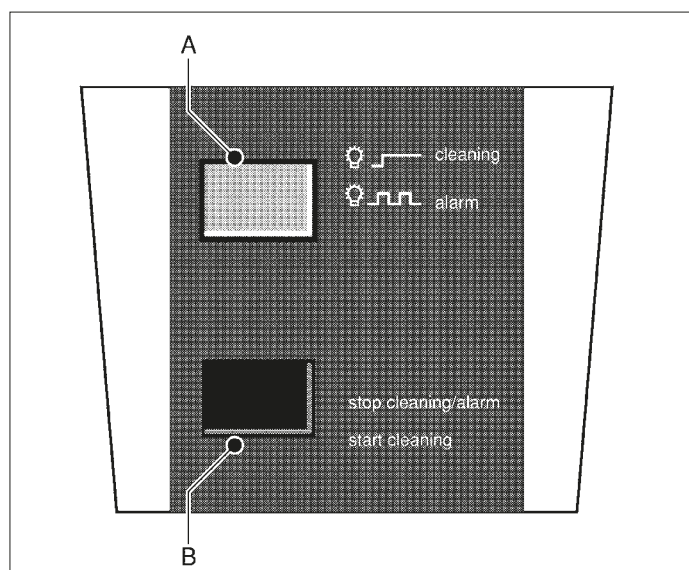 A
cleaning
alarm
stop cleaning/alarm
start cleaning
B